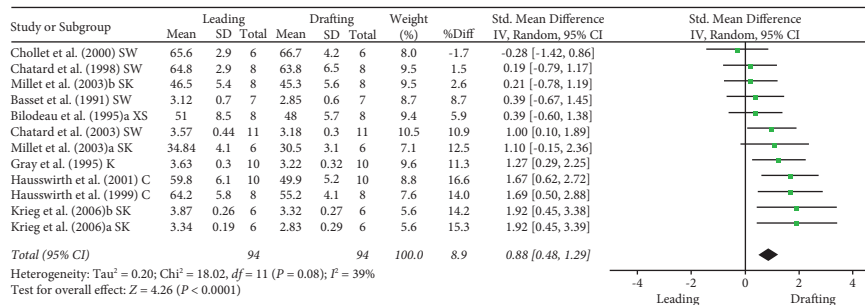 Study or Subgroup Leading Drafting Weight (%) %Diff Std. Mean Difference IV, Random, 95% CI Std. Mean Difference IV, Random, 95% CI
Mean SD Total Mean SD Total
Chollet et al. (2000) SW 65.6 2.9 6 66.7 4.2 6 8.0 -1.7 -0.28 [-1.42, 0.86]
Chatard et al. (1998) SW 64.8 2.9 8 63.8 6.5 8 9.5 1.5 0.19 [-0.79, 1.17]
Millet et al. (2003)b SK 46.5 5.4 8 45.3 5.6 8 9.5 2.6 0.21 [-0.78, 1.19]
Basset et al. (1991) SW 3.12 0.7 7 2.85 0.6 7 8.7 8.7 0.39 [-0.67, 1.45]
Bilodeau et al. (1995)a XS 51 8.5 8 48 5.7 8 9.4 5.9 0.39 [-0.60, 1.38]
Chatard et al. (2003) SW 3.57 0.44 11 3.18 0.3 11 10.5 10.9 1.00 [0.10, 1.89]
Millet et al. (2003)a SK 34.84 4.1 6 30.5 3.1 6 7.1 12.5 1.10 [-0.15, 2.36]
Gray et al. (1995) K 3.63 0.3 10 3.22 0.32 10 9.6 11.3 1.27 [0.29, 2.25]
Hausswirth et al. (2001) C 59.8 6.1 10 49.9 5.2 10 8.8 16.6 1.67 [0.62, 2.72]
Hausswirth et al. (1999) C 64.2 5.8 8 55.2 4.1 8 7.6 14.0 1.69 [0.50, 2.88]
Krieg et al. (2006)b SK 3.87 0.26 6 3.32 0.27 6 5.6 14.2 1.92 [0.45, 3.38]
Krieg et al. (2006)a SK 3.34 0.19 6 2.83 0.29 6 5.6 15.3 1.92 [0.45, 3.39]
Total (95% CI) 94 94 100.0 8.9 0.88 [0.48, 1.29]
Heterogeneity: Tau² = 0.20; Chi² = 18.02, df = 11 (P = 0.08); I² = 39%
Test for overall effect: Z = 4.26 (P < 0.0001)
−4 −2 0 2 4
Leading Drafting